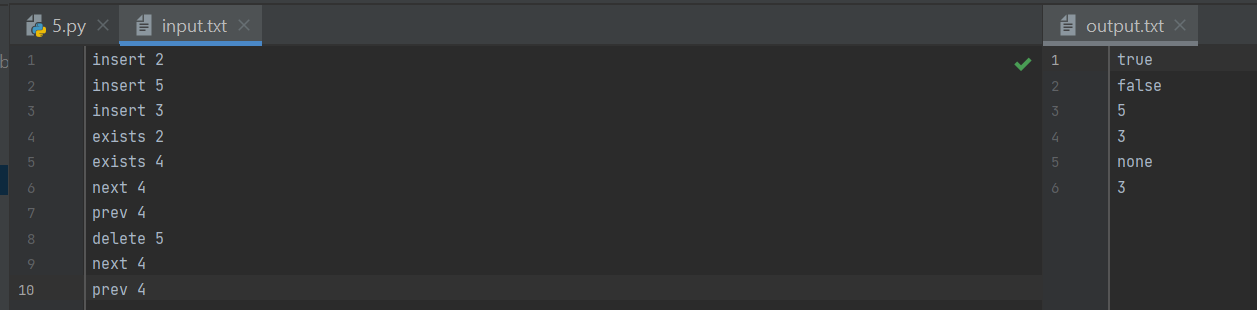 5.py
input.txt
output.txt
b
1 insert 2
2 insert 5
3 insert 3
4 exists 2
5 exists 4
6 next 4
7 prev 4
8 delete 5
9 next 4
10 prev 4
1 true
2 false
3 5
4 3
5 none
6 3